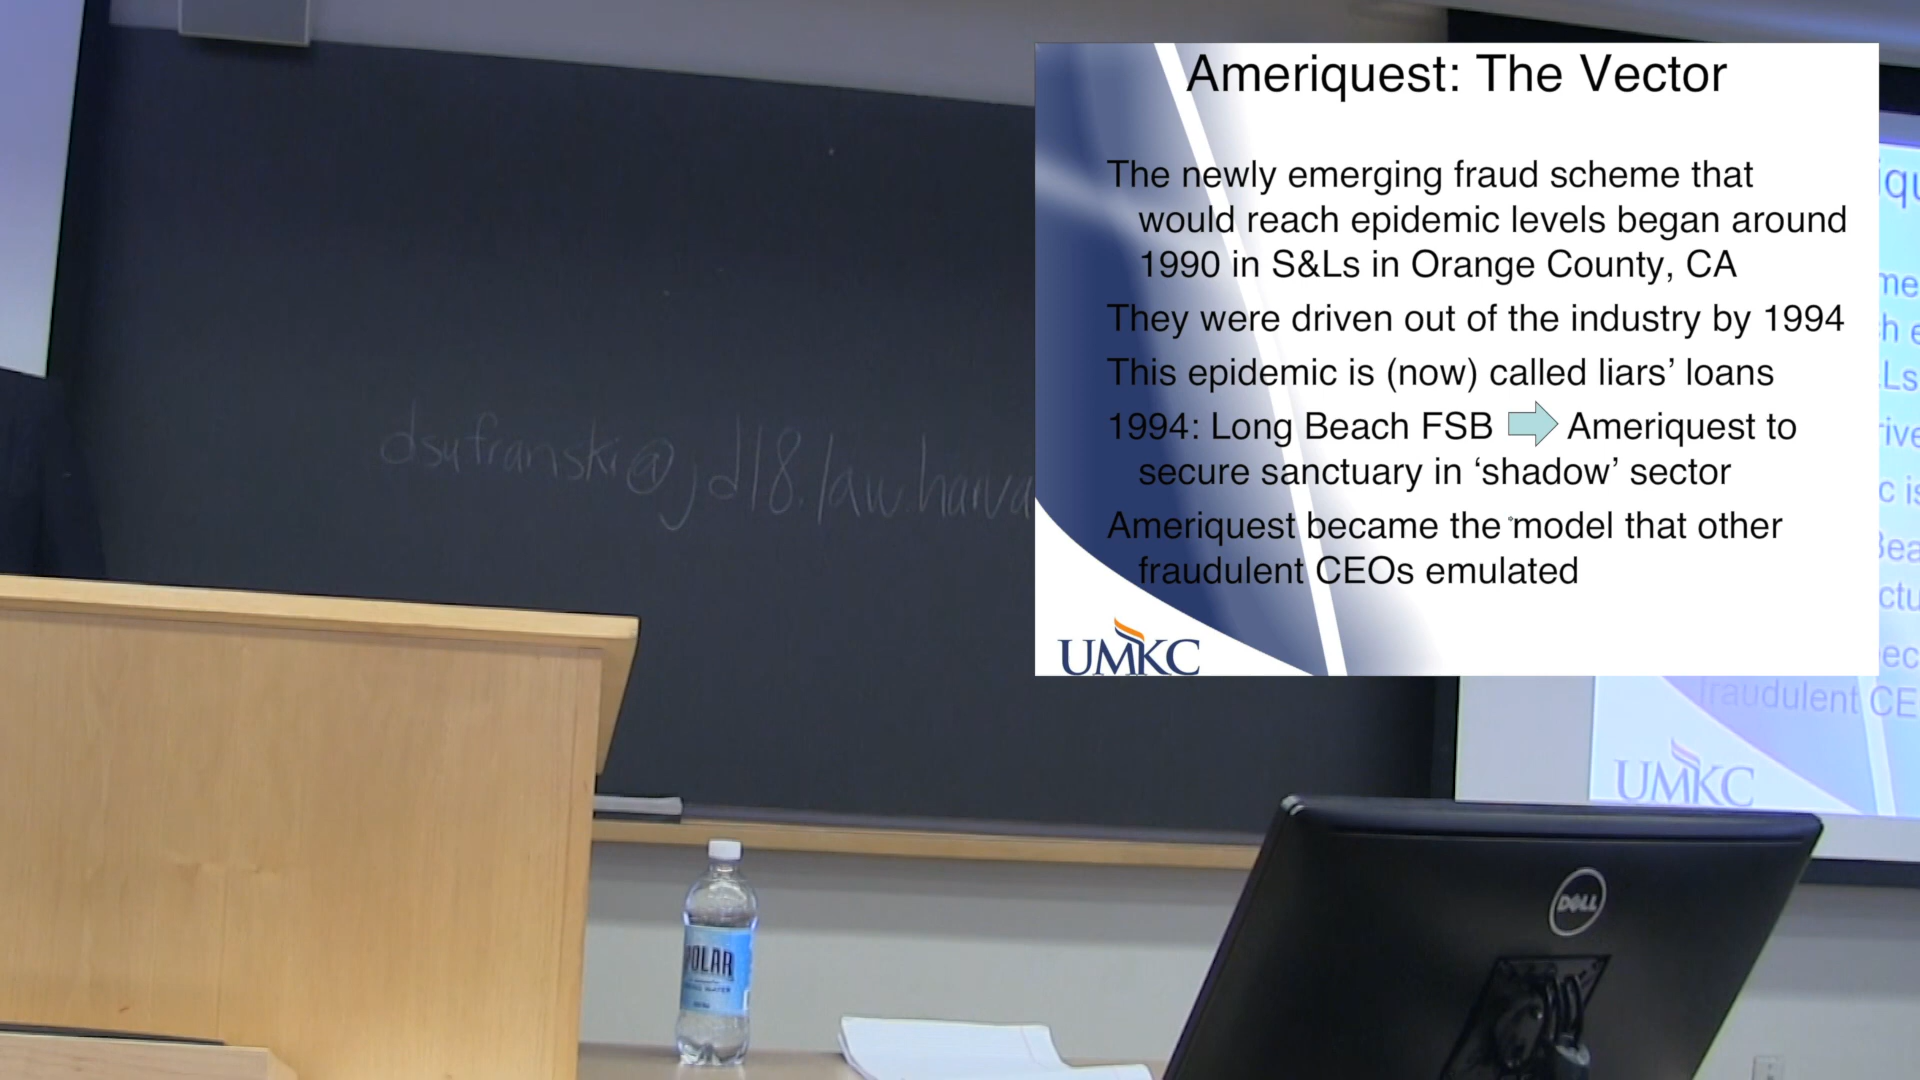 Ameriquest: The Vector
The newly emerging fraud scheme that
would reach epidemic levels began around
1990 in S&Ls in Orange County, CA
They were driven out of the industry by 1994
This epidemic is (now) called liars’ loans
1994: Long Beach FSB Ameriquest to
secure sanctuary in ‘shadow’ sector
Ameriquest became the model that other
fraudulent CEOs emulated
UMKC
dsufranski@jd18.law.harva
fraudulent CE
UMKC
DELL
POLAR